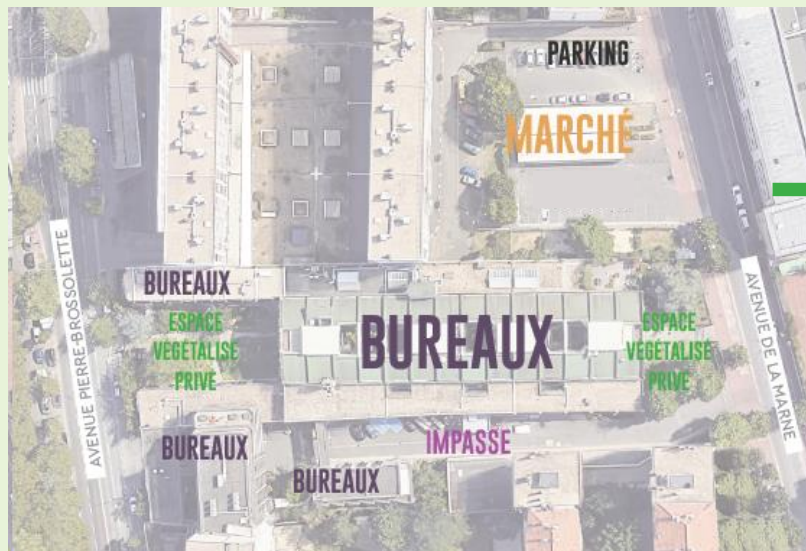 PARKING
MARCHÉ
AVENUE PIERRE-BROSSOLETTE
BUREAUX
ESPACE
VÉGÉTALISÉ
PRIVÉ
BUREAUX
ESPACE
VÉGÉTALISÉ
PRIVÉ
AVENUE DE LA MARNE
BUREAUX
IMPASSE
BUREAUX